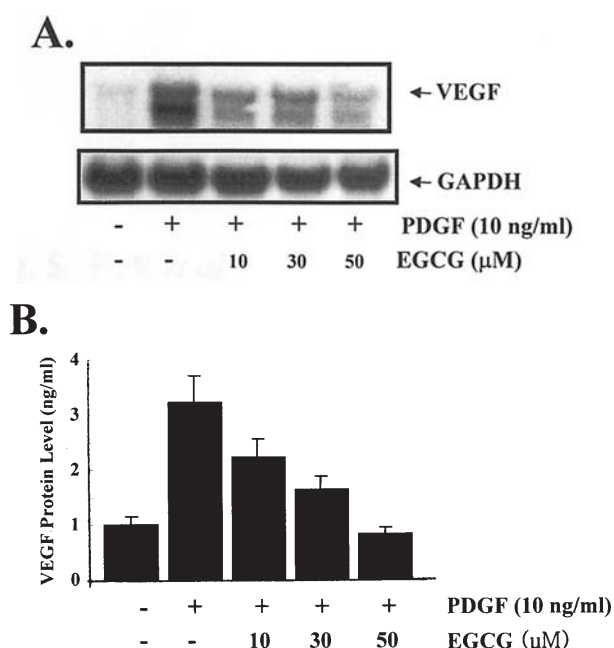 A.
← VEGF
← GAPDH
- + + + + PDGF (10 ng/ml)
- - 10 30 50 EGCG (μM)
B.
VEGF Protein Level (ng/ml)
4
3
2
1
0
- + + + + PDGF (10 ng/ml)
- - 10 30 50 EGCG (μM)